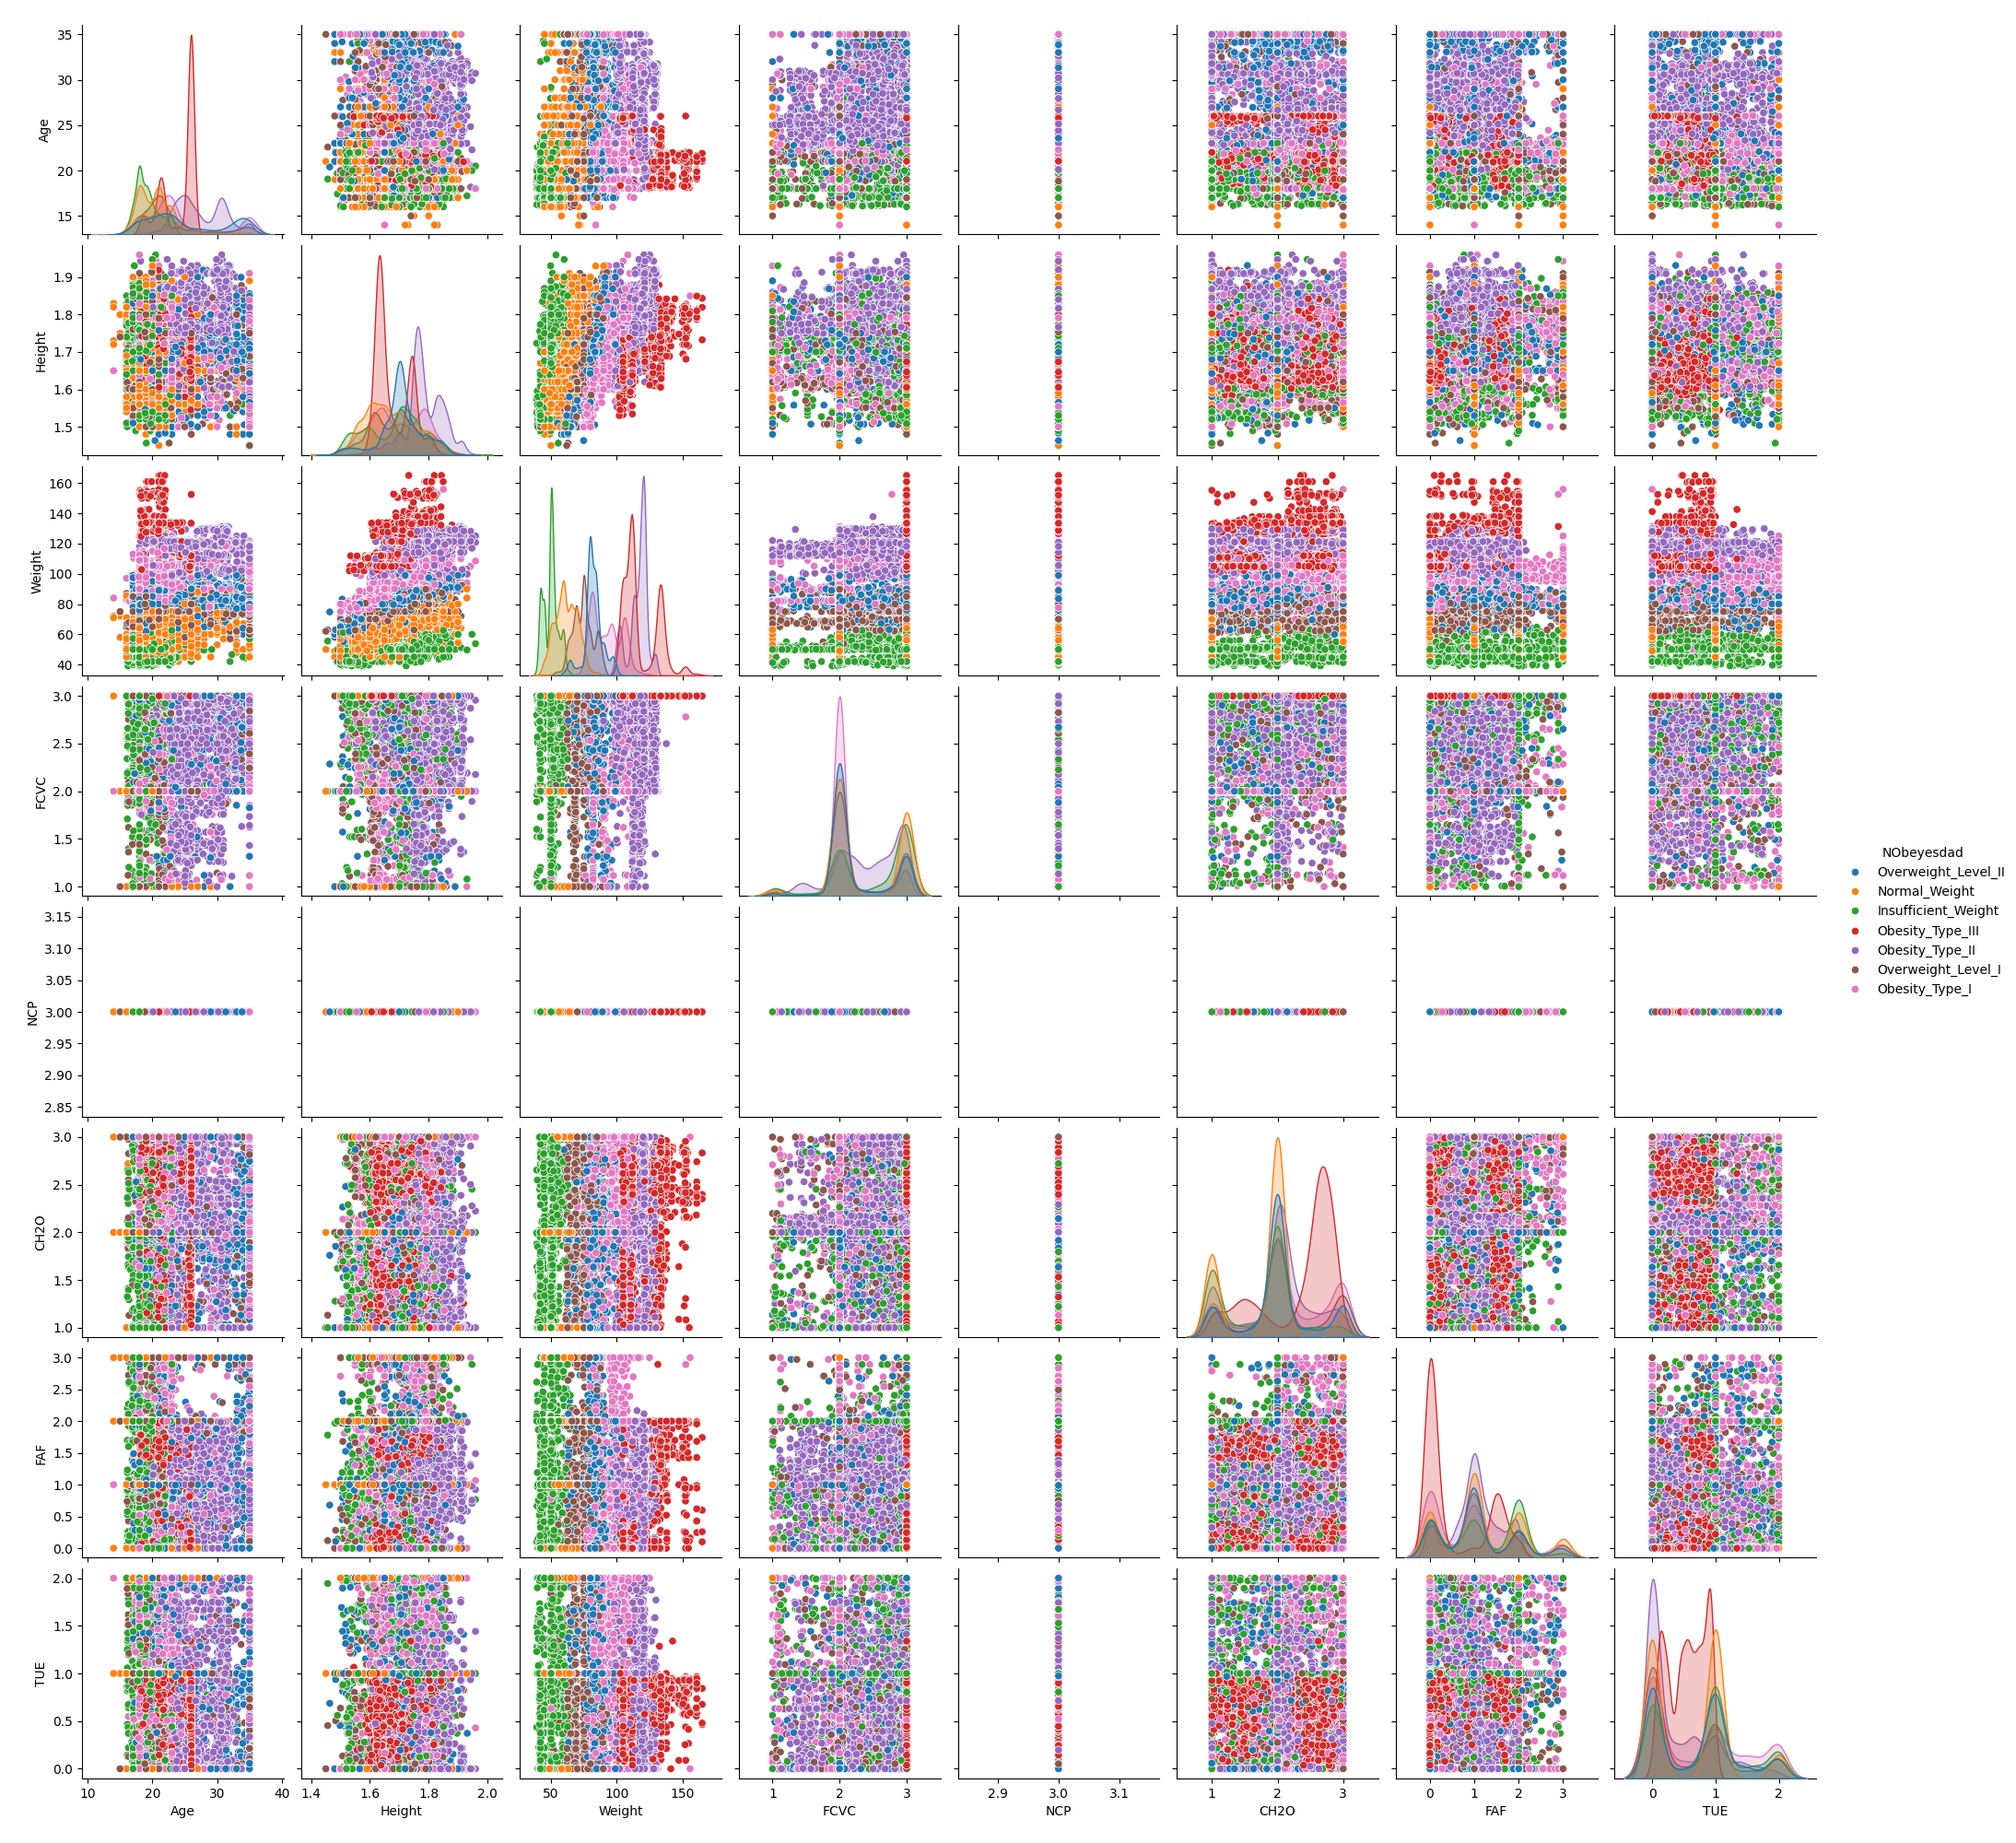 35
30
25
20
15
Age
1.9
1.8
1.7
1.6
1.5
Height
160
140
120
100
80
60
40
Weight
3.0
2.5
2.0
1.5
1.0
FCVC
3.15
3.10
3.05
3.00
2.95
2.90
2.85
NCP
3.0
2.5
2.0
1.5
1.0
CH2O
3.0
2.5
2.0
1.5
1.0
0.5
0.0
FAF
2.0
1.5
1.0
0.5
0.0
TUE
10 20 30 40
Age
1.4 1.6 1.8 2.0
Height
50 100 150
Weight
1 2 3
FCVC
2.9 3.0 3.1
NCP
1 2 3
CH2O
0 1 2 3
FAF
0 1 2
TUE
NObeyesdad
Overweight_Level_II
Normal_Weight
Insufficient_Weight
Obesity_Type_III
Obesity_Type_II
Overweight_Level_I
Obesity_Type_I